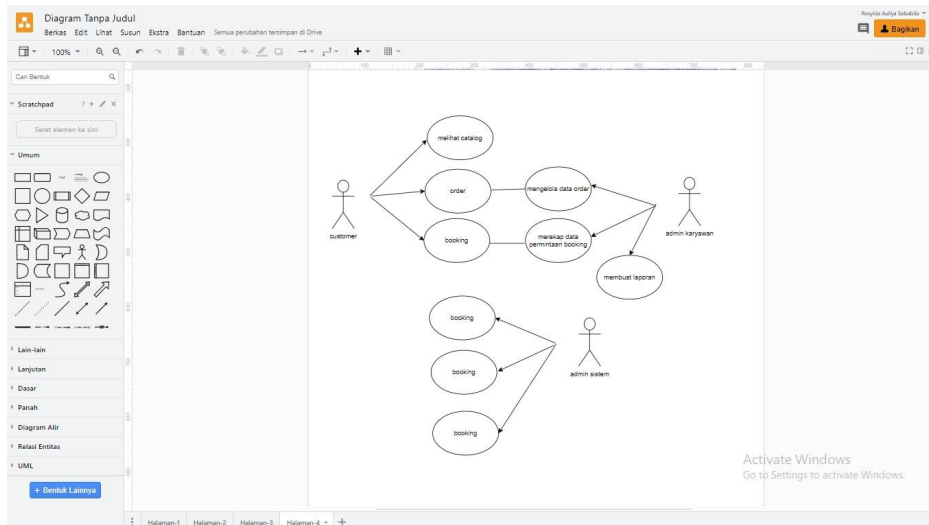 Diagram Tanpa Judul
Rosyida Auliya Salsabila
Berkas Edit Lihat Susun Ekstra Bantuan Semua perubahan tersimpan di Drive
Bagikan
100%
Cari Bentuk
Scratchpad
Seret elemen ke sini
Umum
Lain-lain
Lanjutan
Dasar
Panah
Diagram Alir
Relasi Entitas
UML
+ Bentuk Lainnya
melihat catalog
order
mengelola data order
customer
booking
merekap data
permintaan booking
admin karyawan
membuat laporan
booking
booking
admin sistem
booking
Activate Windows
Go to Settings to activate Windows.
Halaman-1 Halaman-2 Halaman-3 Halaman-4